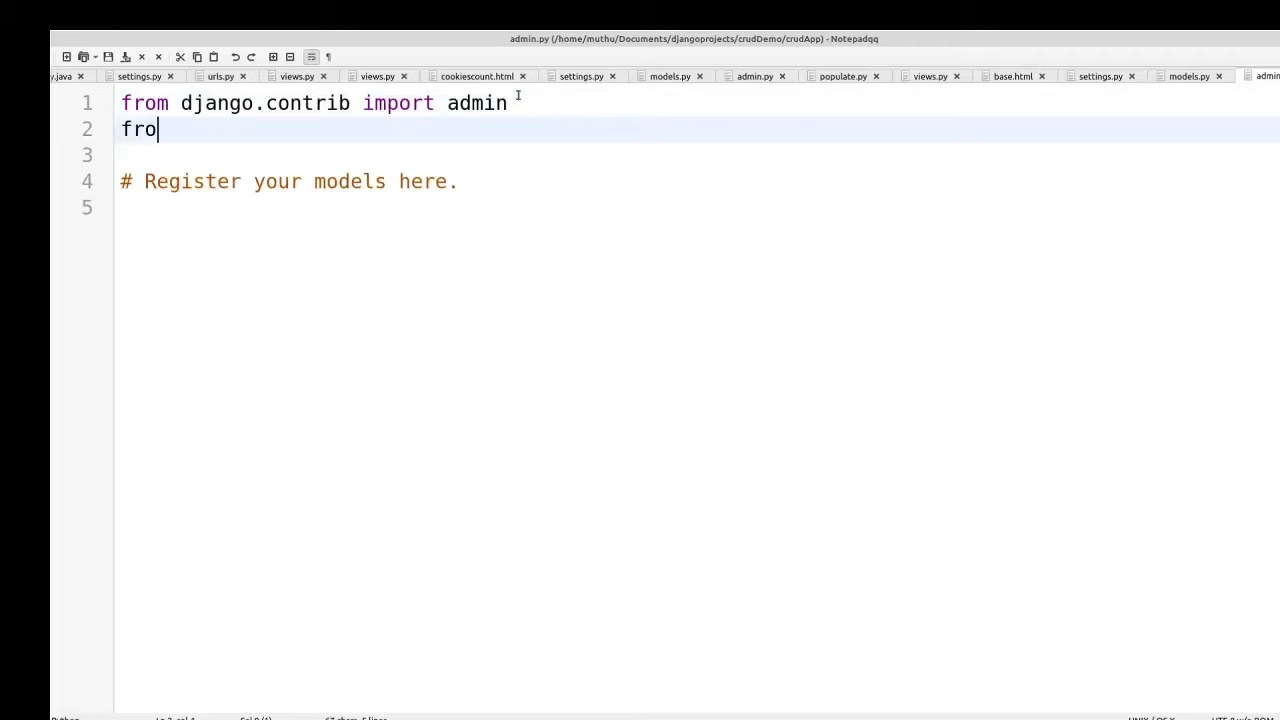 admin.py (/home/muthu/Documents/djangoprojects/crudDemo/crudApp) - Notepadqq
y.java settings.py urls.py views.py views.py cookiescount.html settings.py models.py admin.py populate.py views.py base.html settings.py models.py admin
1 from django.contrib import admin
2 fro
3
4 # Register your models here.
5